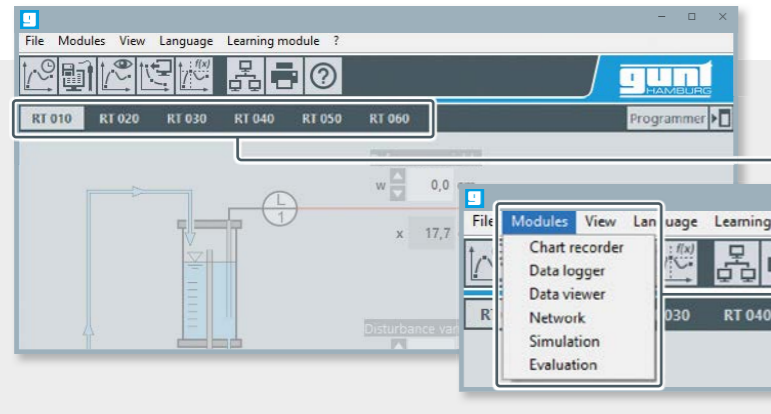 File Modules View Language Learning module ?
f(x)
gunt
HAMBURG
RT 010 RT 020 RT 030 RT 040 RT 050 RT 060
Programmer
w 0,0
L
1
x 17,7
Disturbance var
File Modules View Language Learning
f(x)
Chart recorder
Data logger
Data viewer
Network
Simulation
Evaluation
R 030 RT 040